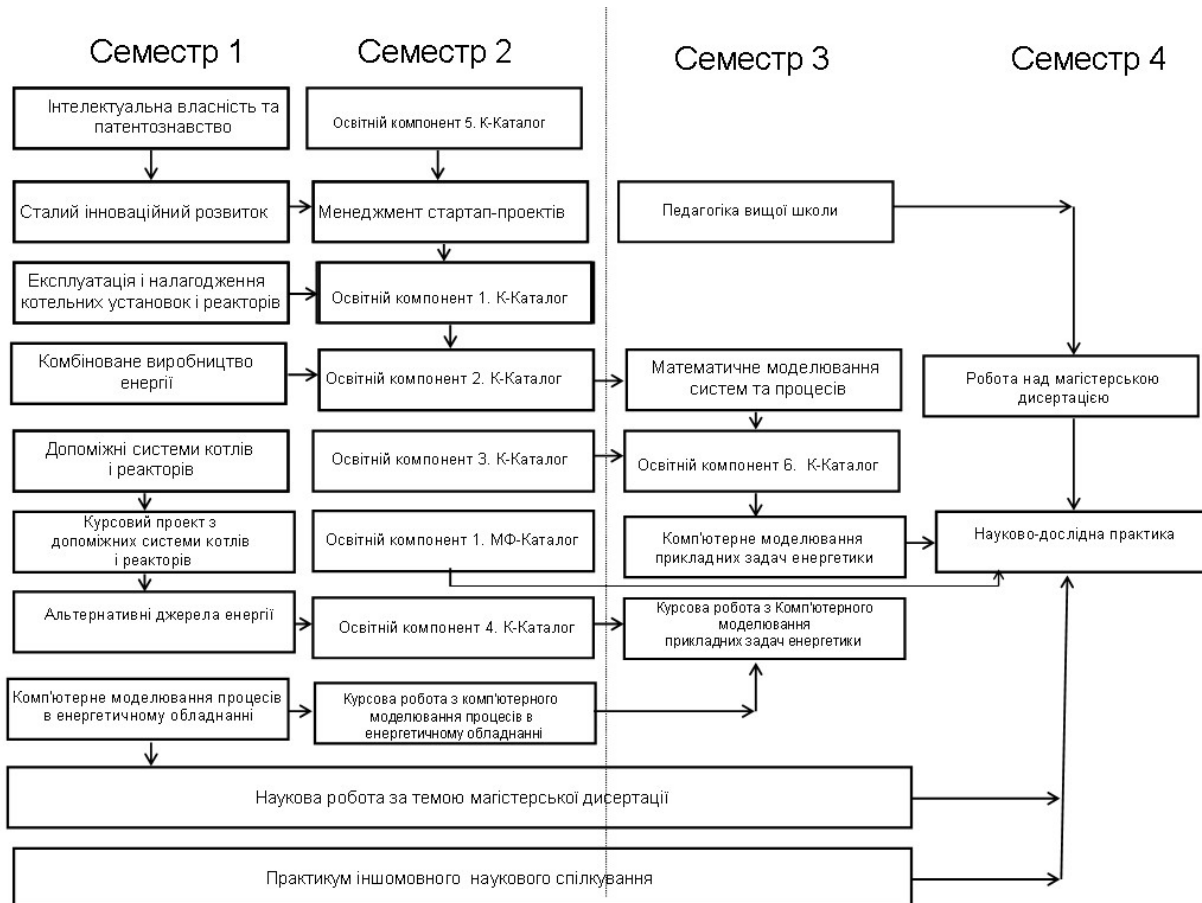 Семестр 1
Семестр 2
Семестр 3
Семестр 4
Інтелектуальна власність та
патентознавство
Освітній компонент 5. К-Каталог
Сталий інноваційний розвиток
Менеджмент стартап-проектів
Педагогіка вищої школи
Експлуатація і налагодження
котельних установок і реакторів
Освітній компонент 1. К-Каталог
Комбіноване виробництво
енергії
Освітній компонент 2. К-Каталог
Математичне моделювання
систем та процесів
Робота над магістерською
дисертацією
Допоміжні системи котлів
і реакторів
Освітній компонент 3. К-Каталог
Освітній компонент 6. К-Каталог
Курсовий проект з
допоміжних системи котлів
і реакторів
Освітній компонент 1. МФ-Каталог
Комп'ютерне моделювання
прикладних задач енергетики
Науково-дослідна практика
Альтернативні джерела енергії
Освітній компонент 4. К-Каталог
Курсова робота з Комп'ютерного
моделювання
прикладних задач енергетики
Комп'ютерне моделювання процесів
в енергетичному обладнанні
Курсова робота з комп'ютерного
моделювання процесів в
енергетичному обладнанні
Наукова робота за темою магістерської дисертації
Практикум іншомовного наукового спілкування